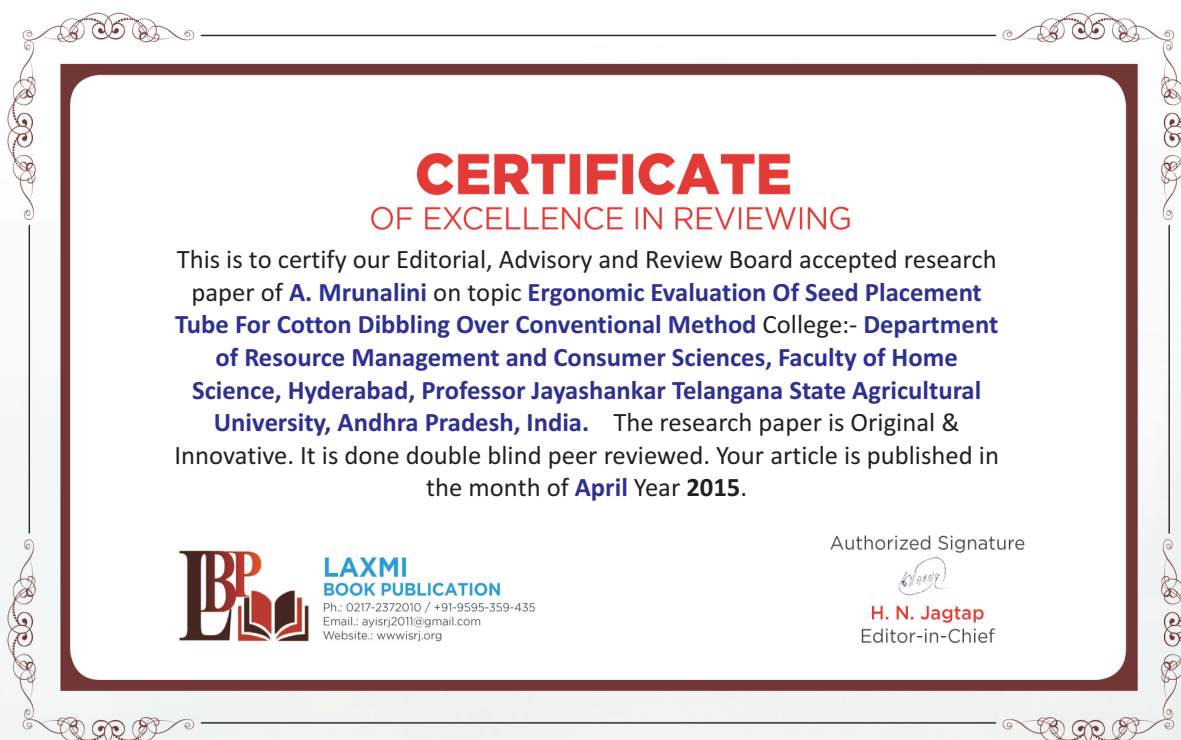 CERTIFICATE
OF EXCELLENCE IN REVIEWING
This is to certify our Editorial, Advisory and Review Board accepted research
paper of A. Mrunalini on topic Ergonomic Evaluation Of Seed Placement
Tube For Cotton Dibbling Over Conventional Method College:- Department
of Resource Management and Consumer Sciences, Faculty of Home
Science, Hyderabad, Professor Jayashankar Telangana State Agricultural
University, Andhra Pradesh, India. The research paper is Original &
Innovative. It is done double blind peer reviewed. Your article is published in
the month of April Year 2015.
LBP
LAXMI
BOOK PUBLICATION
Ph.: 0217-2372010 / +91-9595-359-435
Email.: ayisrj2011@gmail.com
Website.: wwwisrj.org
Authorized Signature
H. N. Jagtap
Editor-in-Chief